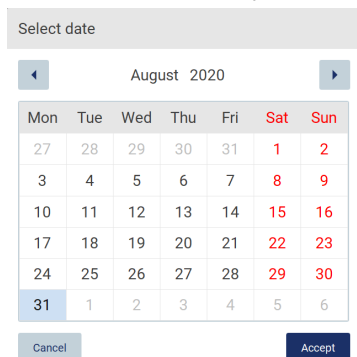 Select date
August 2020
Mon Tue Wed Thu Fri Sat Sun
27 28 29 30 31 1 2
3 4 5 6 7 8 9
10 11 12 13 14 15 16
17 18 19 20 21 22 23
24 25 26 27 28 29 30
31 1 2 3 4 5 6
Cancel Accept